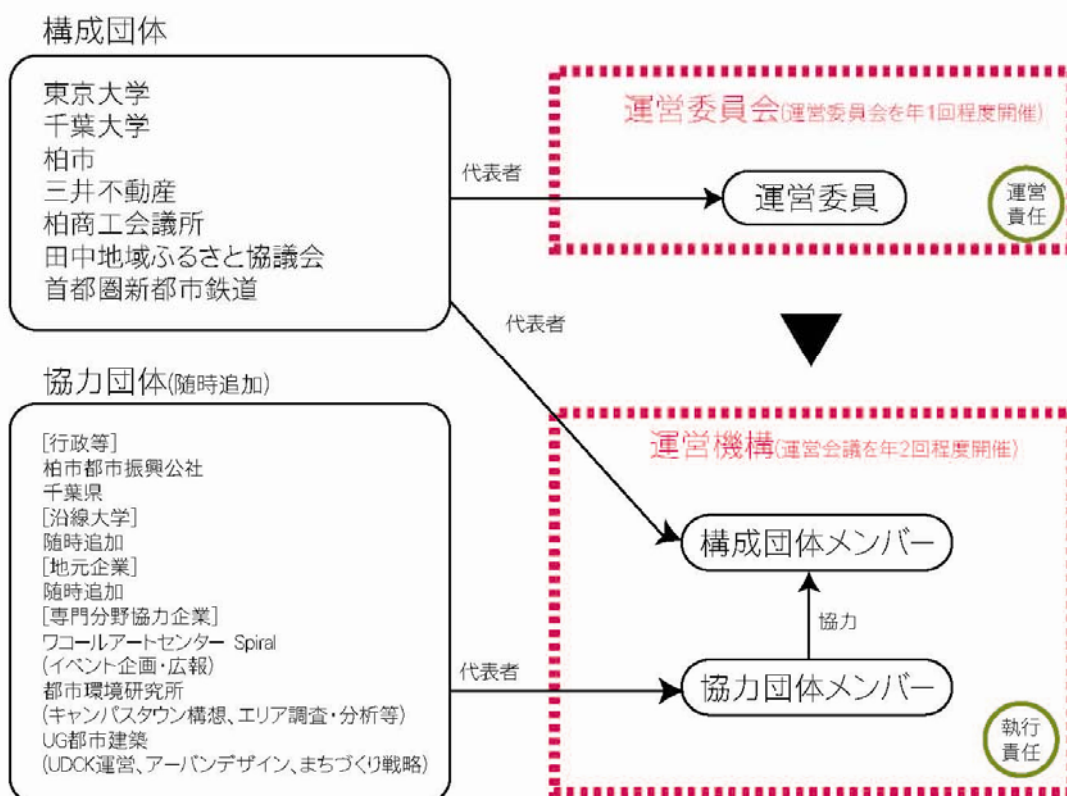 構成団体
東京大学
千葉大学
柏市
三井不動産
柏商工会議所
田中地域ふるさと協議会
首都圏新都市鉄道
代表者
運営委員会(運営委員会を年1回程度開催)
運営委員
運営
責任
代表者
協力団体(随時追加)
[行政等]
柏市都市振興公社
千葉県
[沿線大学]
随時追加
[地元企業]
随時追加
[専門分野協力企業]
ワコールアートセンター Spiral
(イベント企画・広報)
都市環境研究所
(キャンパスタウン構想、エリア調査・分析等)
UG都市建築
(UDCK運営、アーバンデザイン、まちづくり戦略)
代表者
運営機構(運営会議を年2回程度開催)
構成団体メンバー
協力
協力団体メンバー
執行
責任